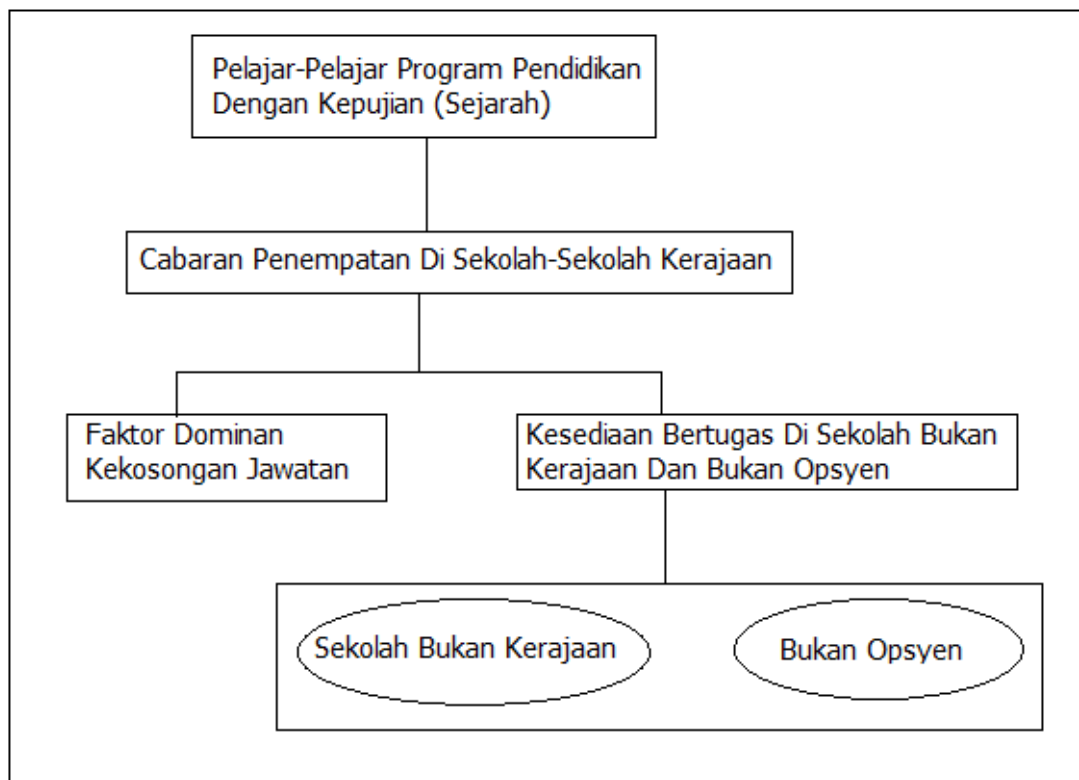 Pelajar-Pelajar Program Pendidikan
Dengan Kepujian (Sejarah)
Cabaran Penempatan Di Sekolah-Sekolah Kerajaan
Faktor Dominan
Kekosongan Jawatan
Kesediaan Bertugas Di Sekolah Bukan
Kerajaan Dan Bukan Opsyen
Sekolah Bukan Kerajaan
Bukan Opsyen